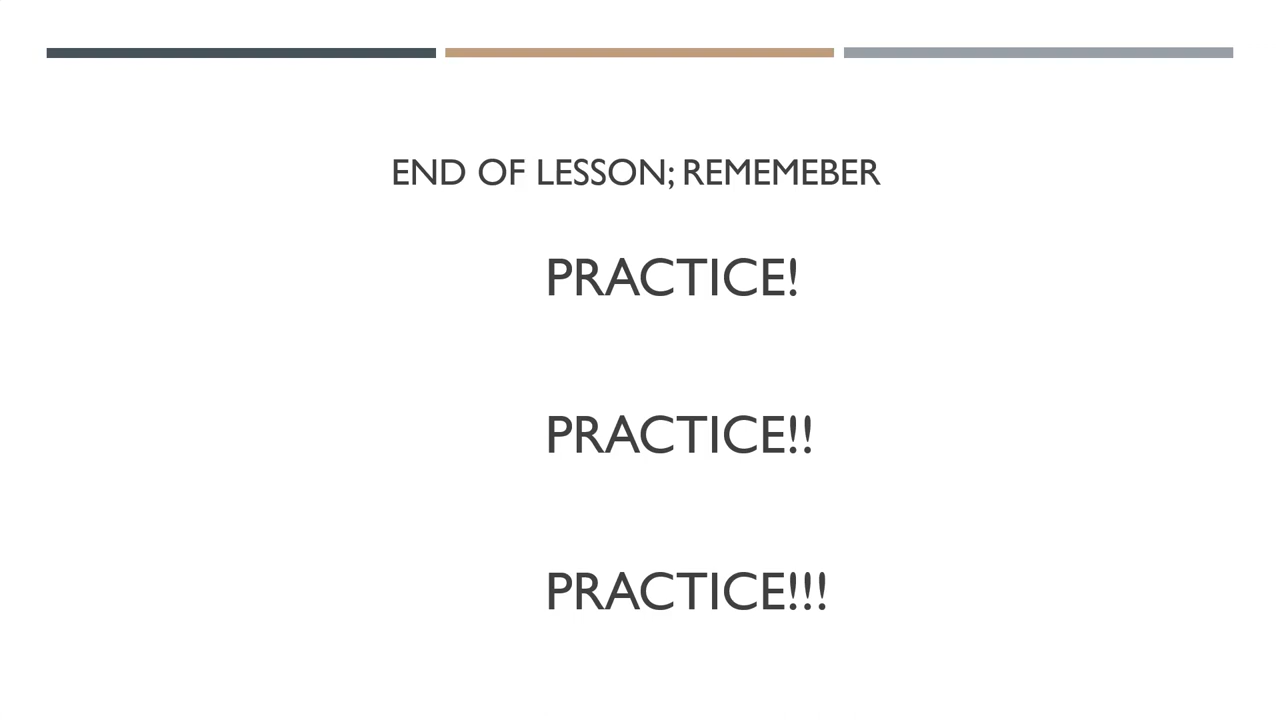 END OF LESSON; REMEMEBER
PRACTICE!
PRACTICE!!
PRACTICE!!!